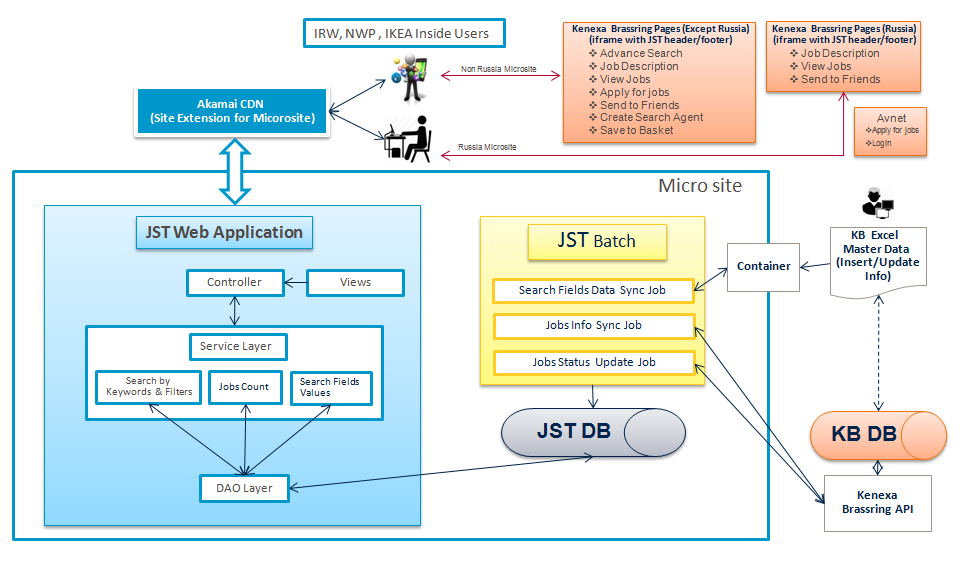 IRW, NWP , IKEA Inside Users
Kenexa Brassring Pages (Except Russia)
(iframe with JST header/footer)
❖ Advance Search
❖ Job Description
❖ View Jobs
❖ Apply for jobs
❖ Send to Friends
❖ Create Search Agent
❖ Save to Basket
Kenexa Brassring Pages (Russia)
(iframe with JST header/footer)
❖ Job Description
❖ View Jobs
❖ Send to Friends
Non Russia Microsite
Akamai CDN
(Site Extension for Micorosite)
Avnet
❖Apply for jobs
❖Login
Russia Microsite
Micro site
JST Web Application
JST Batch
KB Excel
Master Data
(Insert/Update
Info)
Container
Controller
Views
Search Fields Data Sync Job
Jobs Info Sync Job
Service Layer
Jobs Status Update Job
Search by
Keywords & Filters
Jobs Count
Search Fields
Values
JST DB
KB DB
DAO Layer
Kenexa
Brassring API